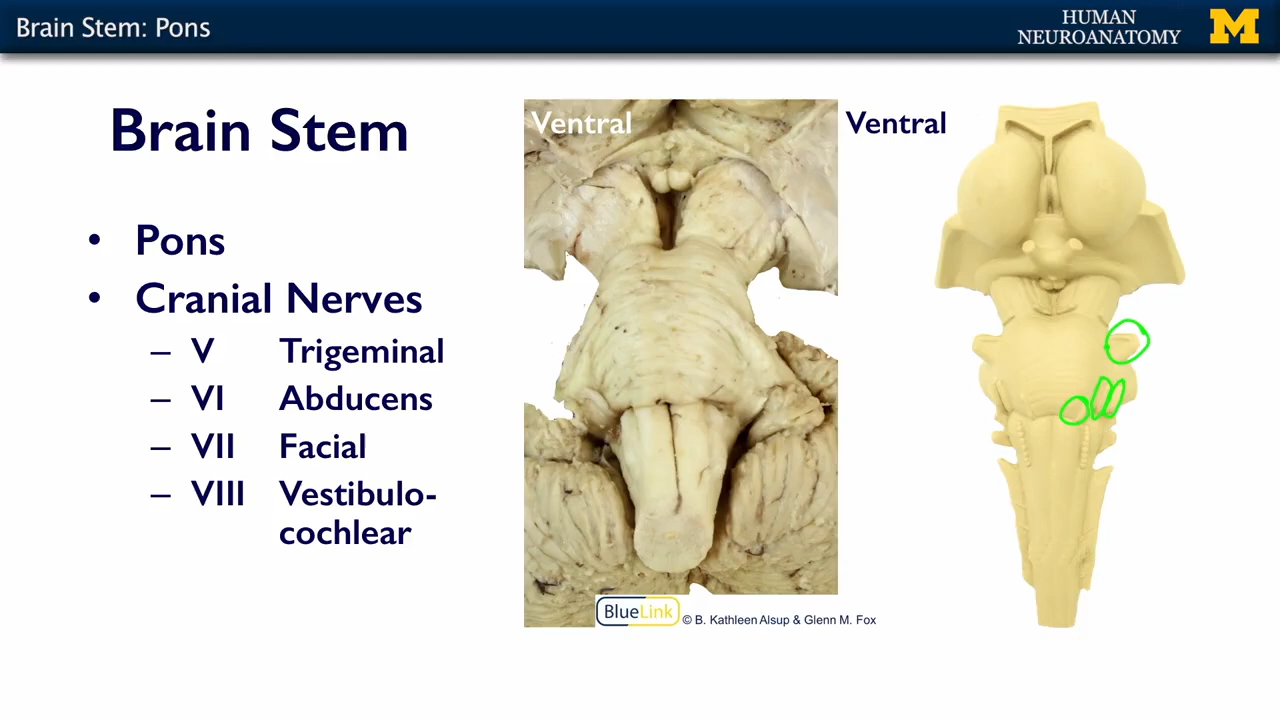 Brain Stem: Pons
HUMAN
NEUROANATOMY
M
Brain Stem
• Pons
• Cranial Nerves
– V Trigeminal
– VI Abducens
– VII Facial
– VIII Vestibulo-
cochlear
Ventral
Ventral
BlueLink
© B. Kathleen Alsup & Glenn M. Fox